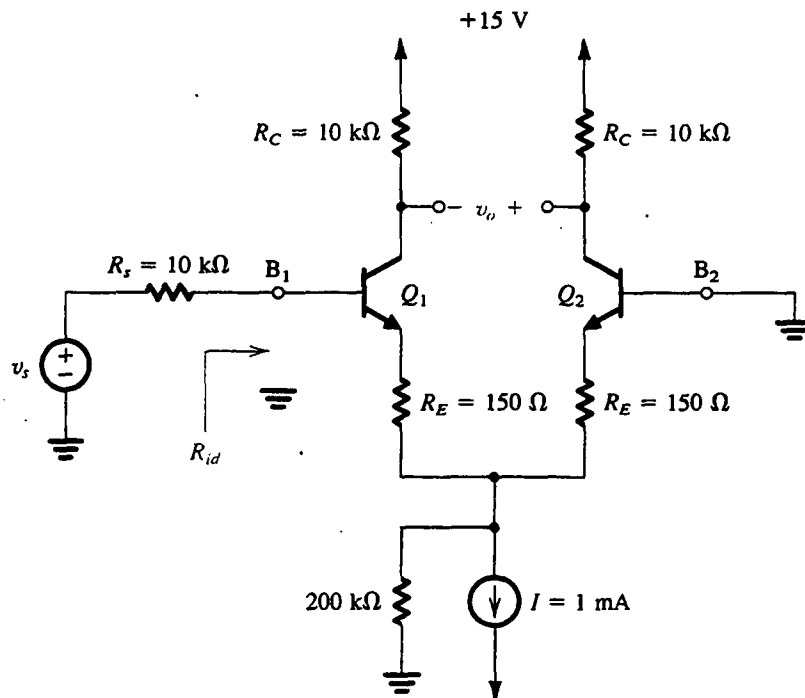 +15 V
R_C = 10 kΩ
R_C = 10 kΩ
− v_o +
R_s = 10 kΩ
B_1
B_2
Q_1
Q_2
v_s
+
−
R_E = 150 Ω
R_E = 150 Ω
R_id
200 kΩ
I = 1 mA